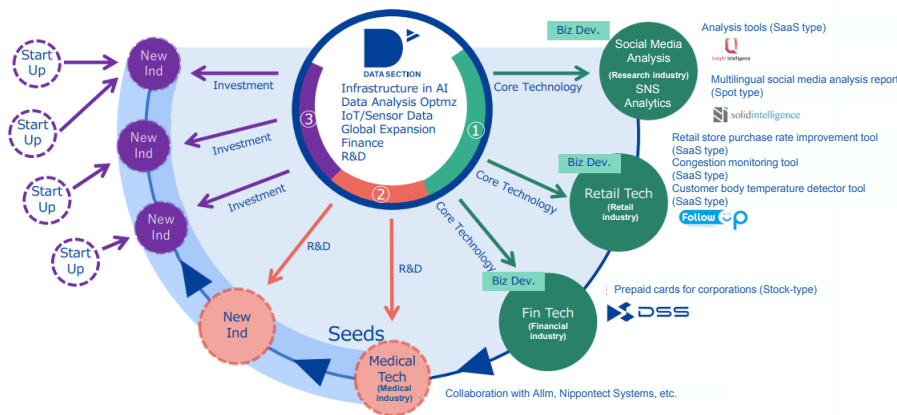 Start
Up
Start
Up
Start
Up
Start
Up
New
Ind
New
Ind
New
Ind
New
Ind
Investment
Investment
Investment
DATA SECTION
Infrastructure in AI
Data Analysis Optmz
IoT/Sensor Data
Global Expansion
Finance
R&D
①
②
③
R&D
R&D
Core Technology
Core Technology
Core Technology
Biz Dev.
Social Media
Analysis
(Research industry)
SNS
Analytics
Biz Dev.
Retail Tech
(Retail
industry)
Biz Dev.
Fin Tech
(Financial
industry)
Seeds
Medical
Tech
(Medical
industry)
Analysis tools (SaaS type)
Insight Intelligence
Multilingual social media analysis report
(Spot type)
solidintelligence
Retail store purchase rate improvement tool
(SaaS type)
Congestion monitoring tool
(SaaS type)
Customer body temperature detector tool
(SaaS type)
Follow UP
: Prepaid cards for corporations (Stock-type)
DSS
Collaboration with Allm, Nippontect Systems, etc.